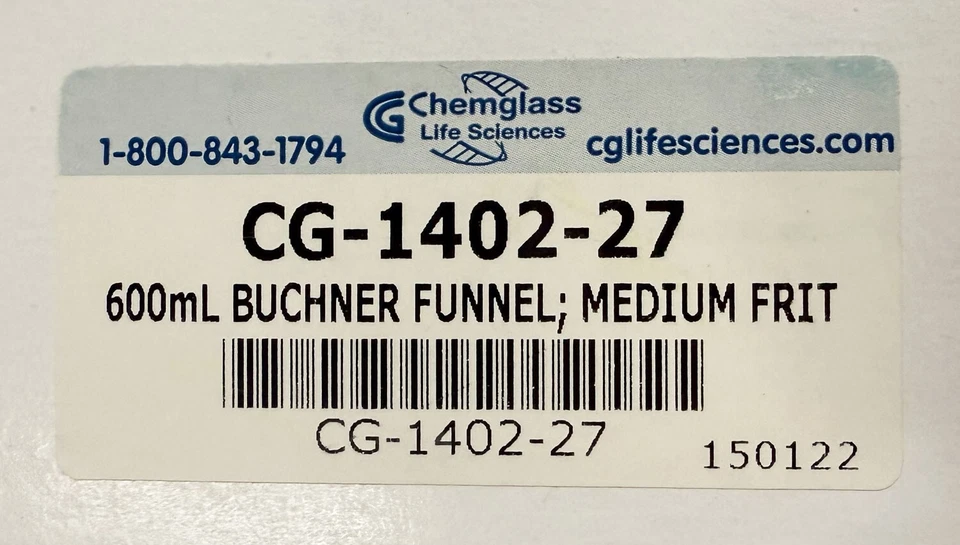 Chemglass
Life Sciences
1-800-843-1794
cglifesciences.com
CG-1402-27
600mL BUCHNER FUNNEL; MEDIUM FRIT
CG-1402-27
150122